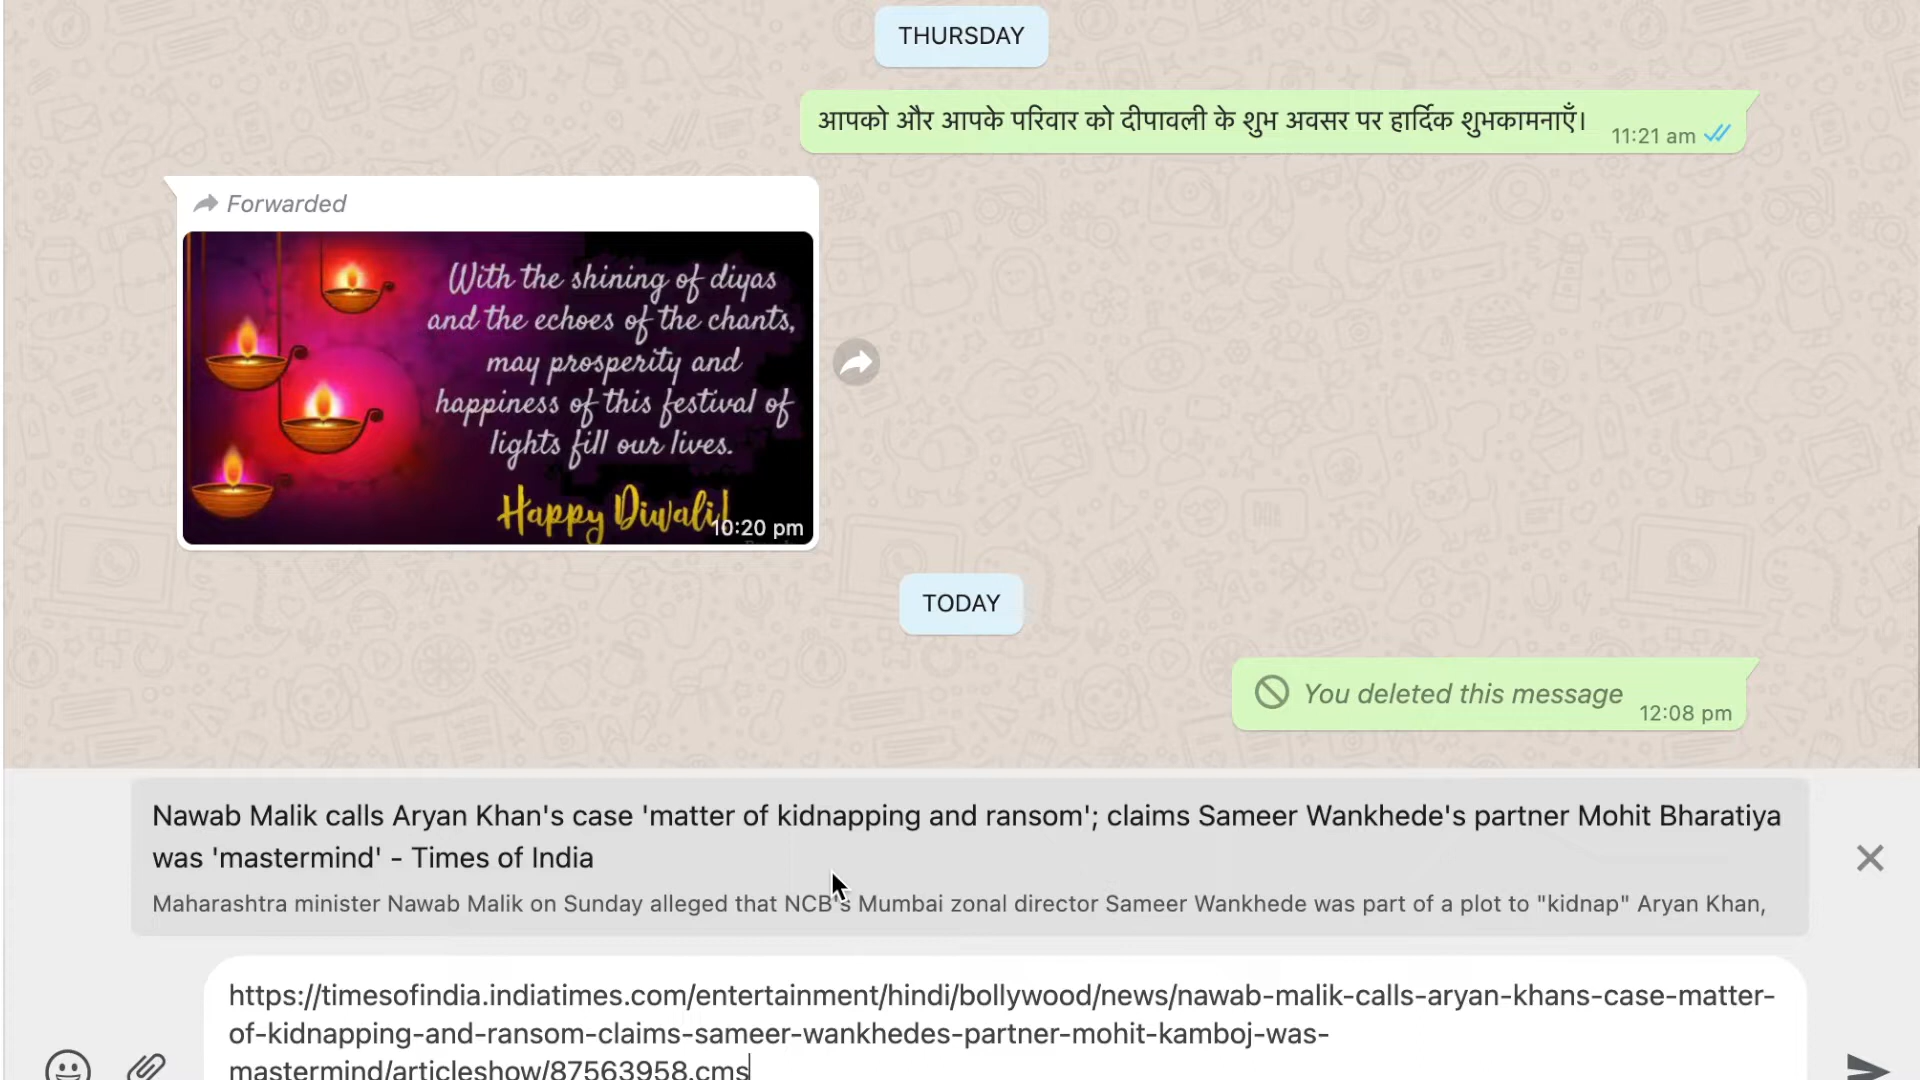 THURSDAY
आपको और आपके परिवार को दीपावली के शुभ अवसर पर हार्दिक शुभकामनाएँ।
11:21 am
Forwarded
With the shining of diyas
and the echoes of the chants,
may prosperity and
happiness of this festival of
lights fill our lives.
Happy Diwali!
10:20 pm
TODAY
You deleted this message
12:08 pm
Nawab Malik calls Aryan Khan's case 'matter of kidnapping and ransom'; claims Sameer Wankhede's partner Mohit Bharatiya
was 'mastermind' - Times of India
Maharashtra minister Nawab Malik on Sunday alleged that NCB's Mumbai zonal director Sameer Wankhede was part of a plot to "kidnap" Aryan Khan,
https://timesofindia.indiatimes.com/entertainment/hindi/bollywood/news/nawab-malik-calls-aryan-khans-case-matter-
of-kidnapping-and-ransom-claims-sameer-wankhedes-partner-mohit-kamboj-was-
mastermind/articleshow/87563958.cms